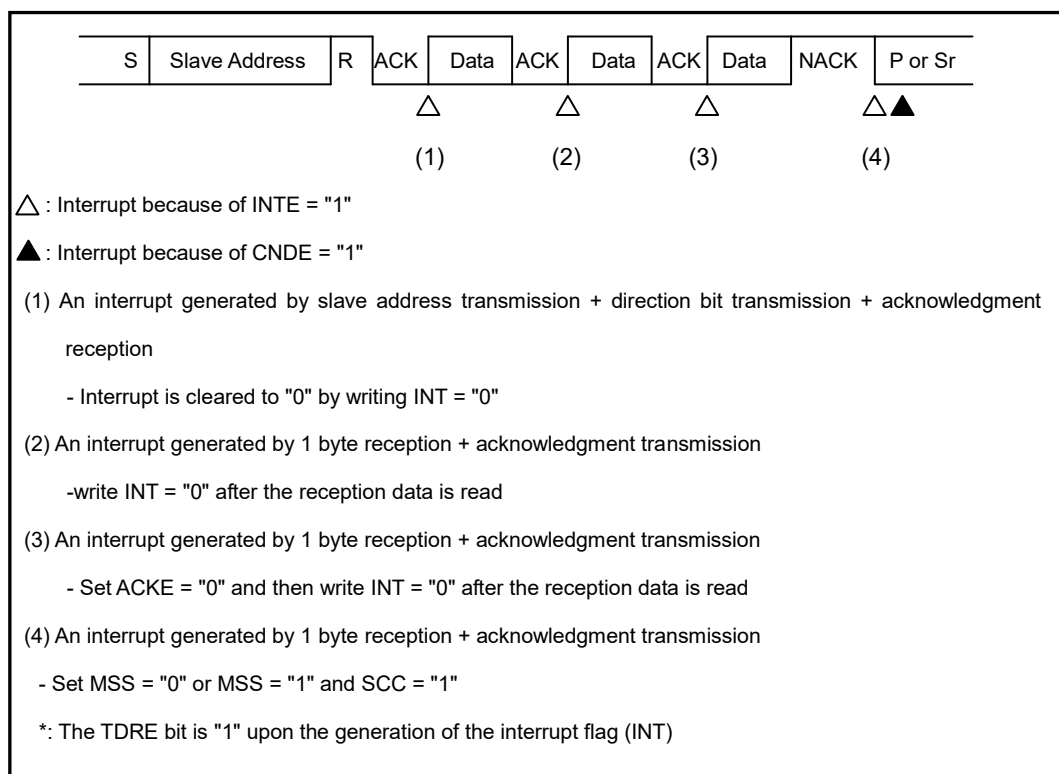 S Slave Address R ACK Data ACK Data ACK Data NACK P or Sr
(1) (2) (3) (4)
△ : Interrupt because of INTE = "1"
▲ : Interrupt because of CNDE = "1"
(1) An interrupt generated by slave address transmission + direction bit transmission + acknowledgment
reception
- Interrupt is cleared to "0" by writing INT = "0"
(2) An interrupt generated by 1 byte reception + acknowledgment transmission
-write INT = "0" after the reception data is read
(3) An interrupt generated by 1 byte reception + acknowledgment transmission
- Set ACKE = "0" and then write INT = "0" after the reception data is read
(4) An interrupt generated by 1 byte reception + acknowledgment transmission
- Set MSS = "0" or MSS = "1" and SCC = "1"
*: The TDRE bit is "1" upon the generation of the interrupt flag (INT)